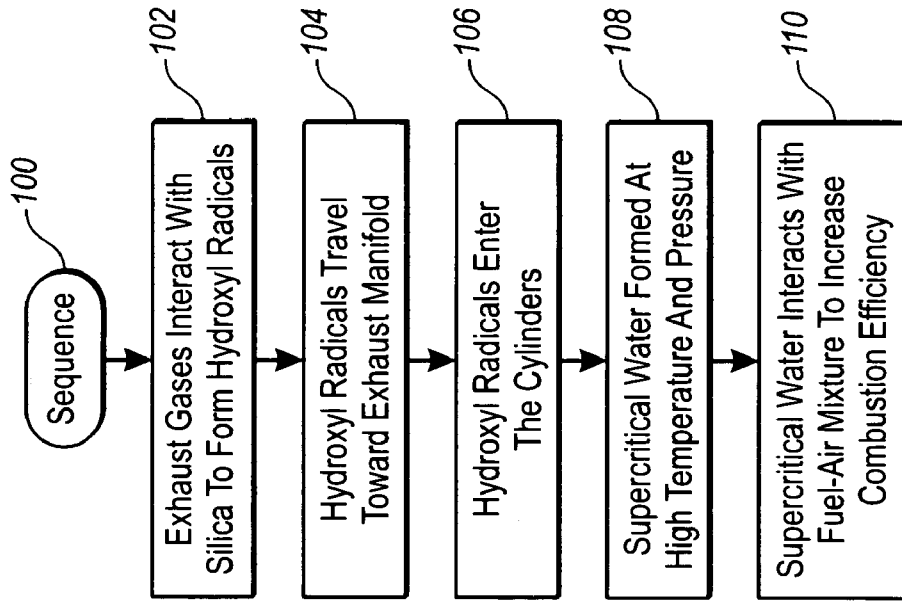 Sequence
100
Exhaust Gases Interact With
Silica To Form Hydroxyl Radicals
102
Hydroxyl Radicals Travel
Toward Exhaust Manifold
104
Hydroxyl Radicals Enter
The Cylinders
106
Supercritical Water Formed At
High Temperature And Pressure
108
Supercritical Water Interacts With
Fuel-Air Mixture To Increase
Combustion Efficiency
110